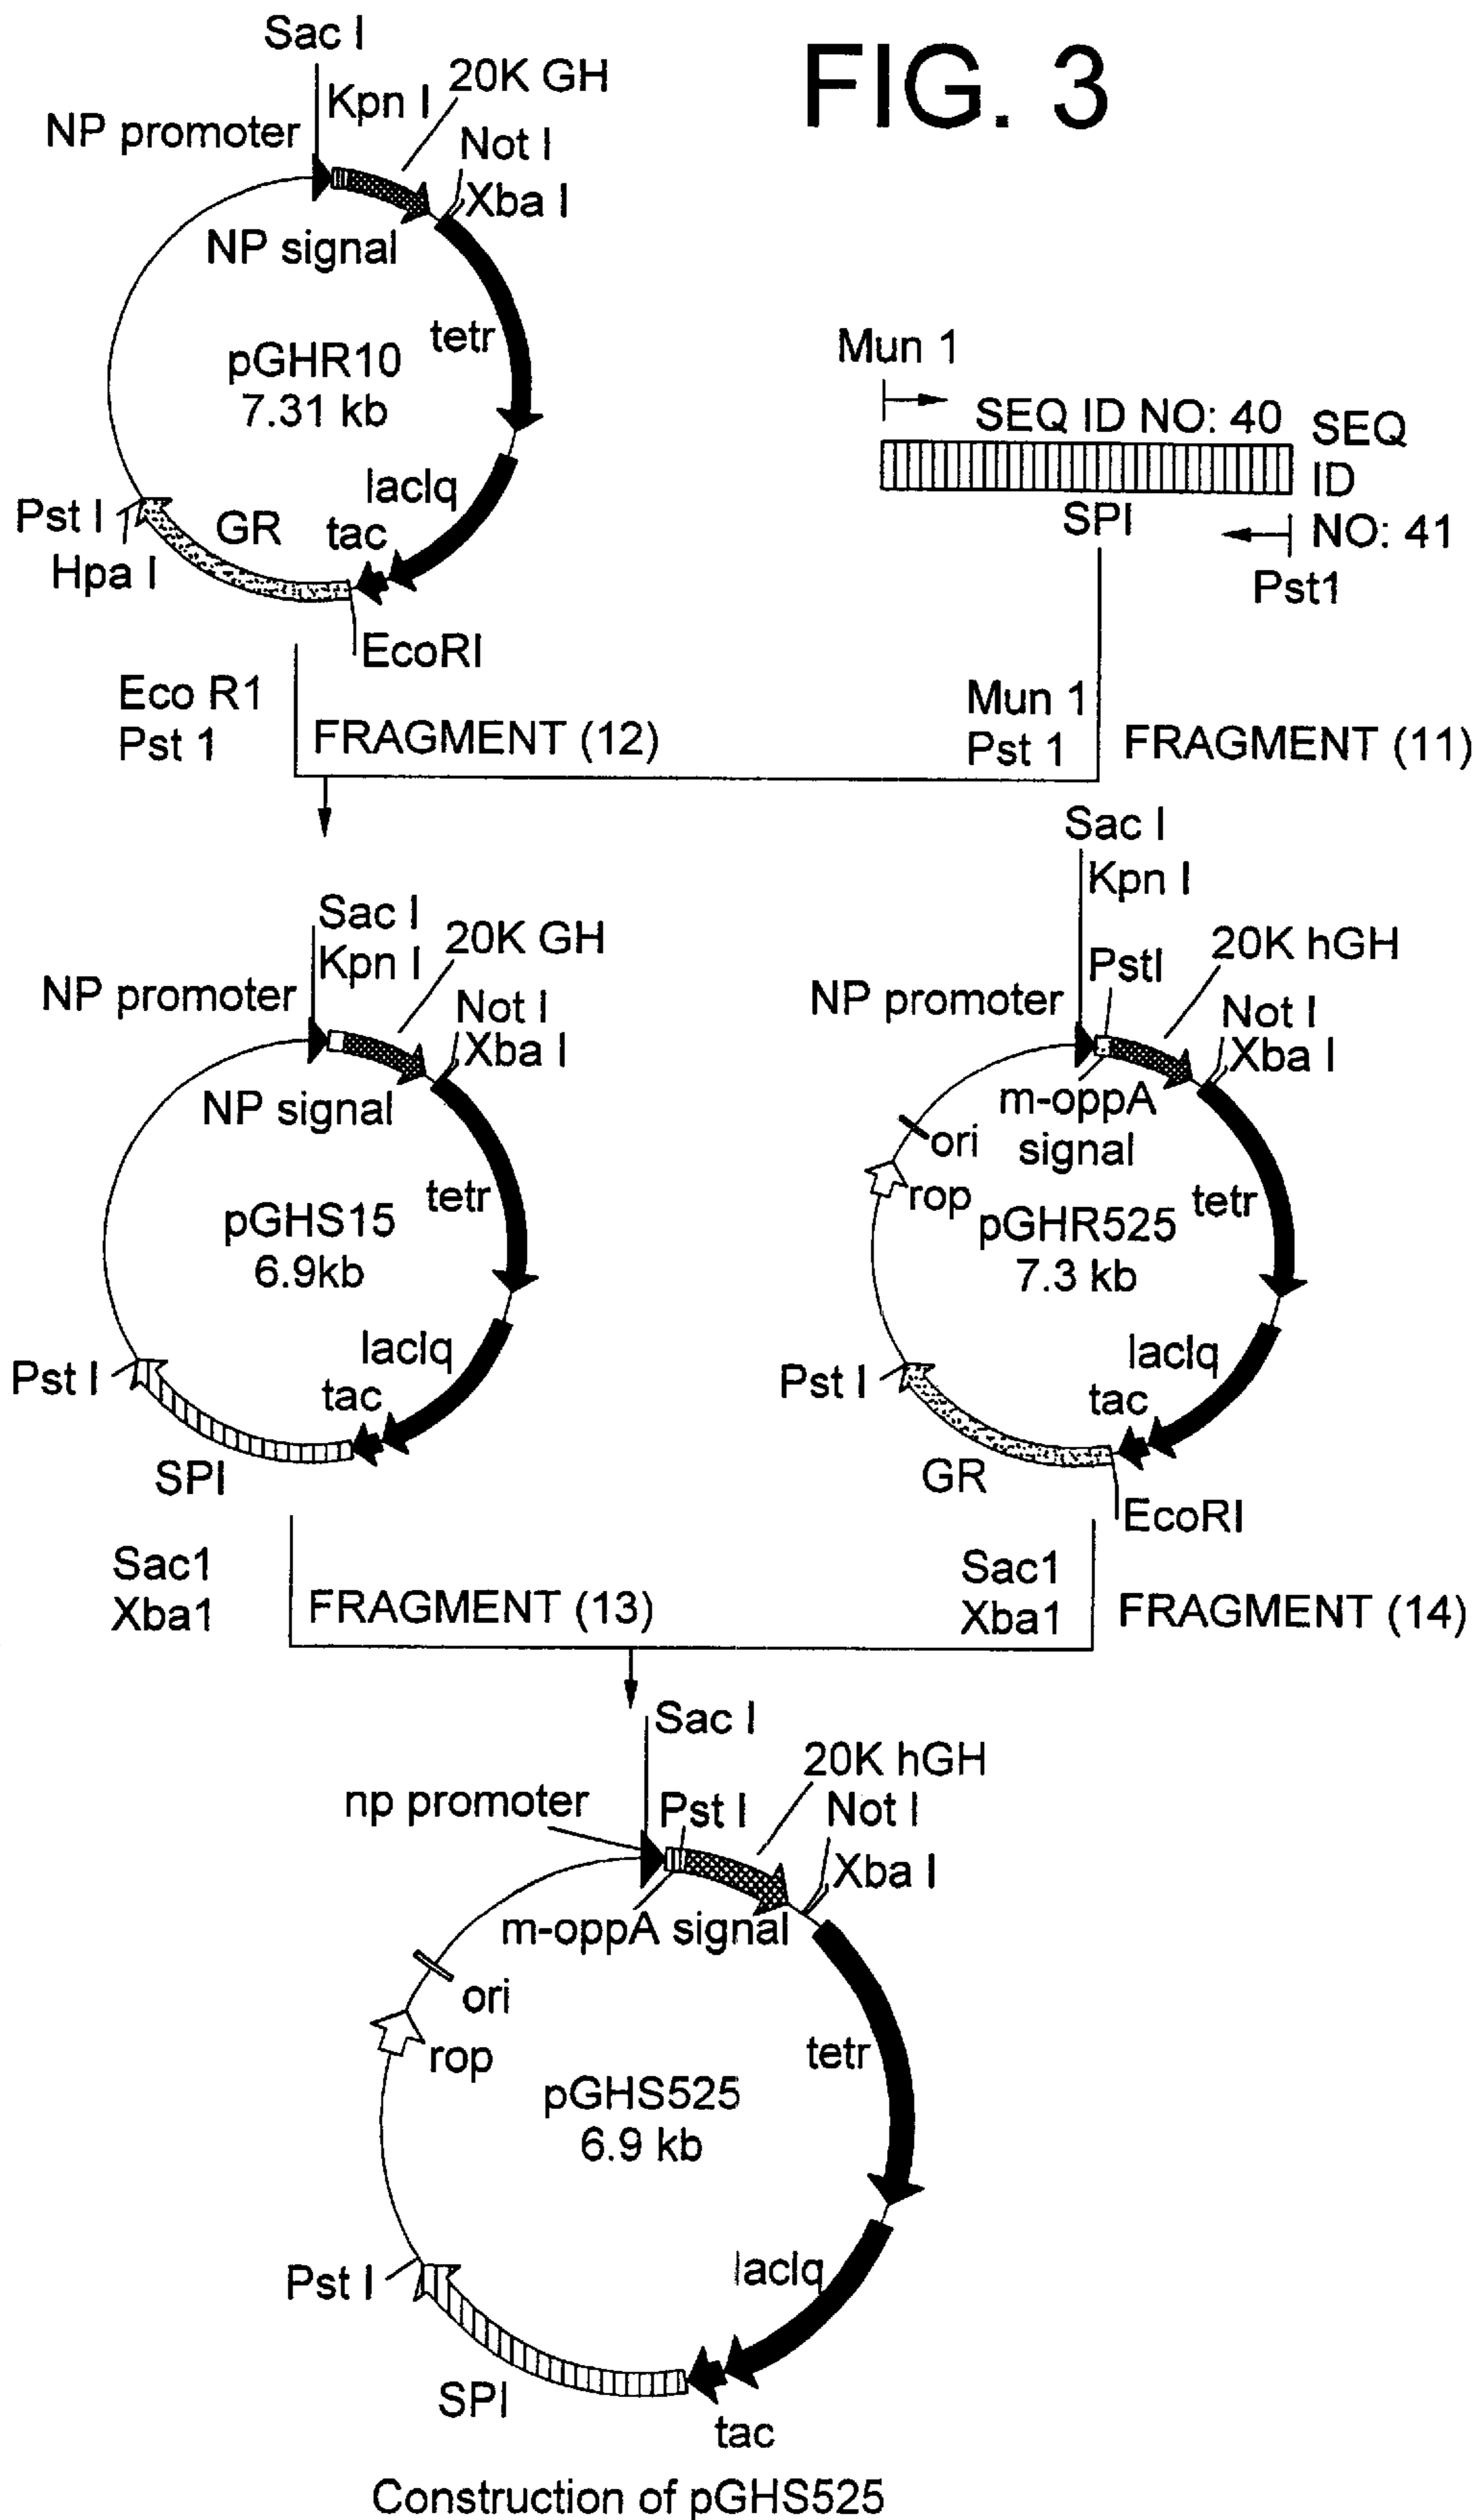 FIG. 3
Sac I
Kpn I
20K GH
NP promoter
Not I
Xba I
NP signal
tetr
pGHR10
7.31 kb
lacIq
tac
Pst I
GR
Hpa I
EcoRI
Mun 1
SEQ ID NO: 40
SEQ
ID
NO: 41
SPI
Pst1
Eco R1
Pst 1
FRAGMENT (12)
Mun 1
Pst 1
FRAGMENT (11)
Sac I
Kpn I
20K GH
NP promoter
Not I
Xba I
NP signal
tetr
pGHS15
6.9kb
lacIq
tac
Pst I
SPI
Sac I
Kpn I
PstI
20K hGH
NP promoter
Not I
Xba I
m-oppA
signal
ori
rop
tetr
pGHR525
7.3 kb
lacIq
tac
Pst I
GR
EcoRI
Sac1
Xba1
FRAGMENT (13)
Sac1
Xba1
FRAGMENT (14)
Sac I
20K hGH
np promoter
Pst I
Not I
Xba I
m-oppA signal
ori
rop
tetr
pGHS525
6.9 kb
lacIq
Pst I
SPI
tac
Construction of pGHS525